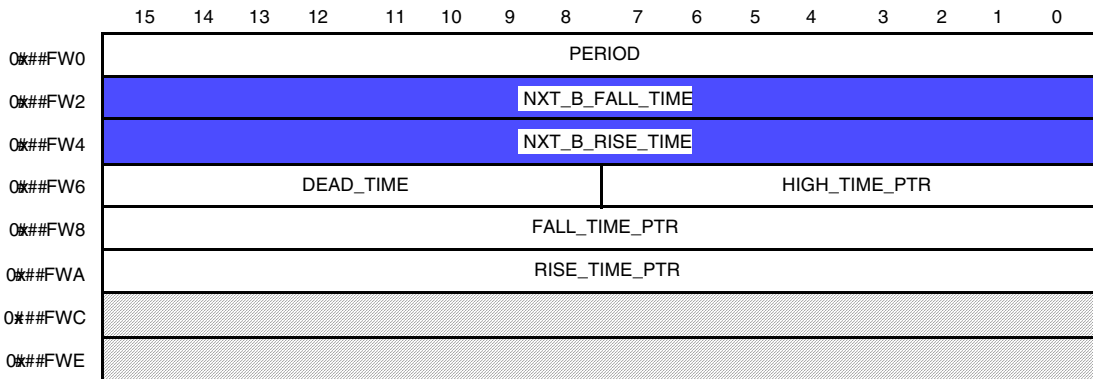 15 14 13 12 11 10 9 8 7 6 5 4 3 2 1 0
0x###FW0 PERIOD
0x###FW2 NXT_B_FALL_TIME
0x###FW4 NXT_B_RISE_TIME
0x###FW6 DEAD_TIME HIGH_TIME_PTR
0x###FW8 FALL_TIME_PTR
0x###FWA RISE_TIME_PTR
0x###FWC
0x###FWE